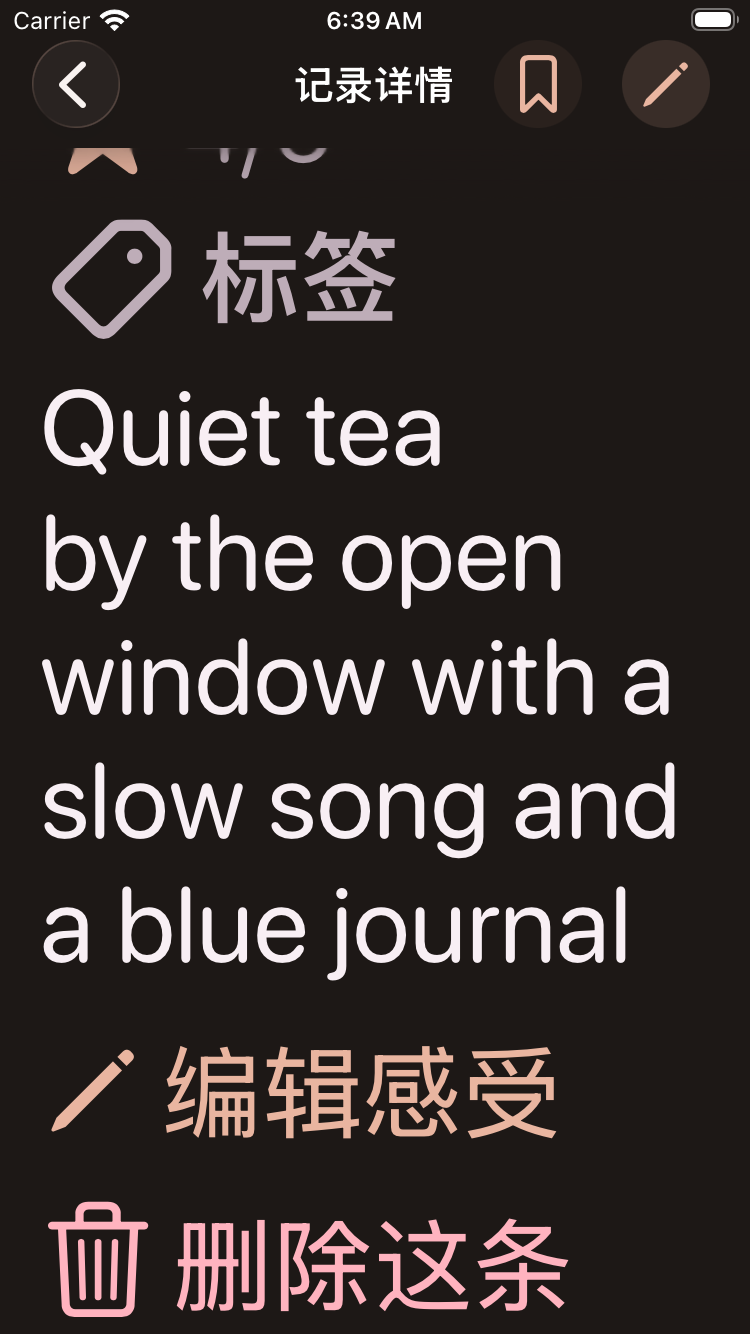 Carrier
6:39 AM
记录详情
标签
Quiet tea
by the open
window with a
slow song and
a blue journal
编辑感受
删除这条